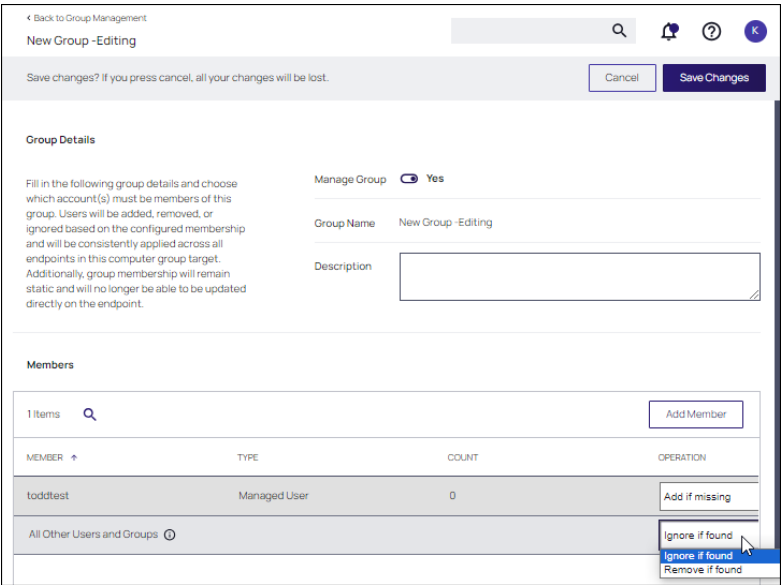 Back to Group Management
New Group -Editing
K
Save changes? If you press cancel, all your changes will be lost.
Cancel
Save Changes
Group Details
Fill in the following group details and choose
which account(s) must be members of this
group. Users will be added, removed, or
ignored based on the configured membership
and will be consistently applied across all
endpoints in this computer group target.
Additionally, group membership will remain
static and will no longer be able to be updated
directly on the endpoint.
Manage Group Yes
Group Name New Group -Editing
Description
Members
1 Items
Add Member
MEMBER TYPE COUNT OPERATION
toddtest Managed User 0 Add if missing
All Other Users and Groups Ignore if found
Ignore if found
Remove if found